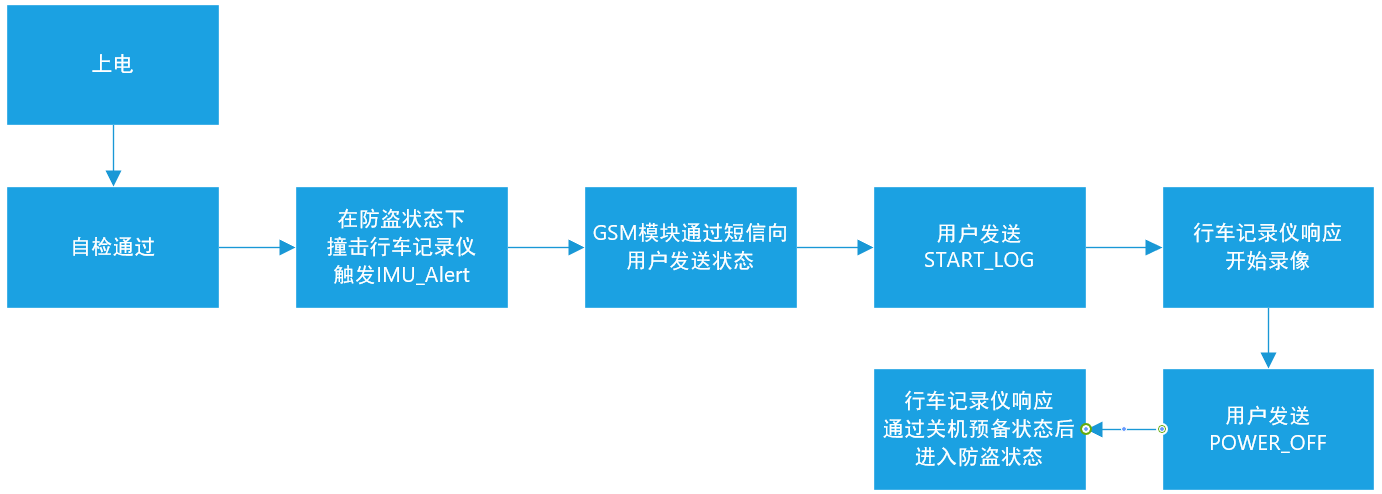 上电
自检通过
在防盗状态下
撞击行车记录仪
触发IMU_Alert
GSM模块通过短信向
用户发送状态
用户发送
START_LOG
行车记录仪响应
开始录像
用户发送
POWER_OFF
行车记录仪响应
通过关机预备状态后
进入防盗状态